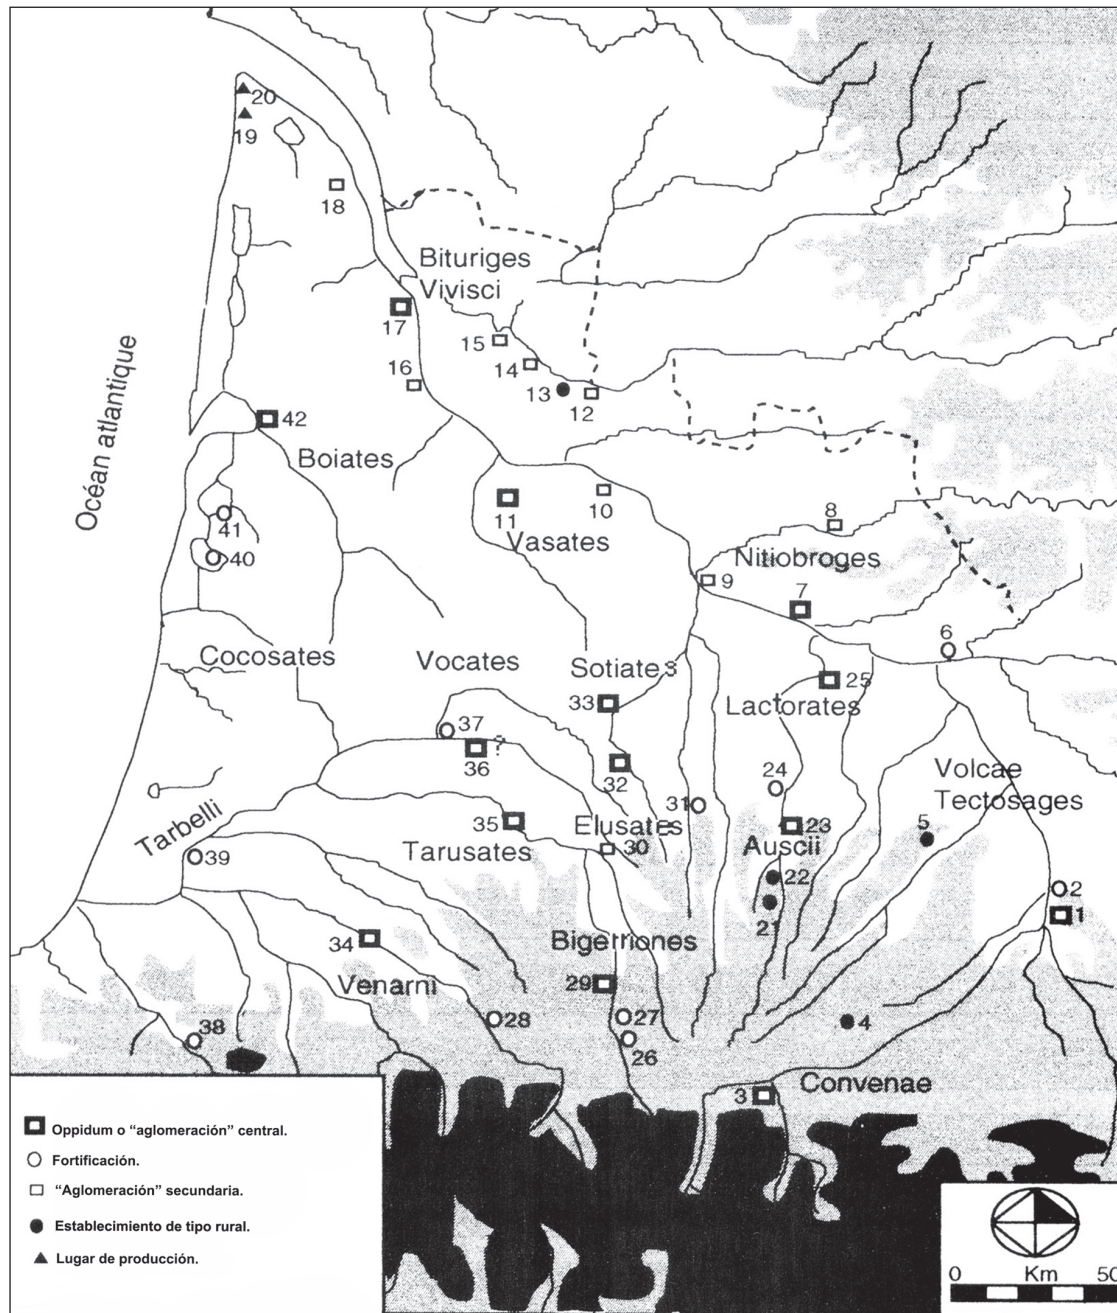 20
19
18
Bituriges
Vivisci
17
15
14
16
13
12
Océan atlantique
42
Boiates
11
10
8
41
Vasates
Nitiobroges
40
9
7
6
Cocosates
Vocates
Sotiates
25
33
Lactorates
37
36
?
32
24
Volcae
Tectosages
31
Tarbelli
35
Elusates
23
5
30
Tarusates
Auscii
39
22
2
21
1
34
Bigerriones
29
Venarni
28
27
4
38
26
Convenae
3
Oppidum o “aglomeración” central.
Fortificación.
“Aglomeración” secundaria.
Establecimiento de tipo rural.
Lugar de producción.
0 Km 50